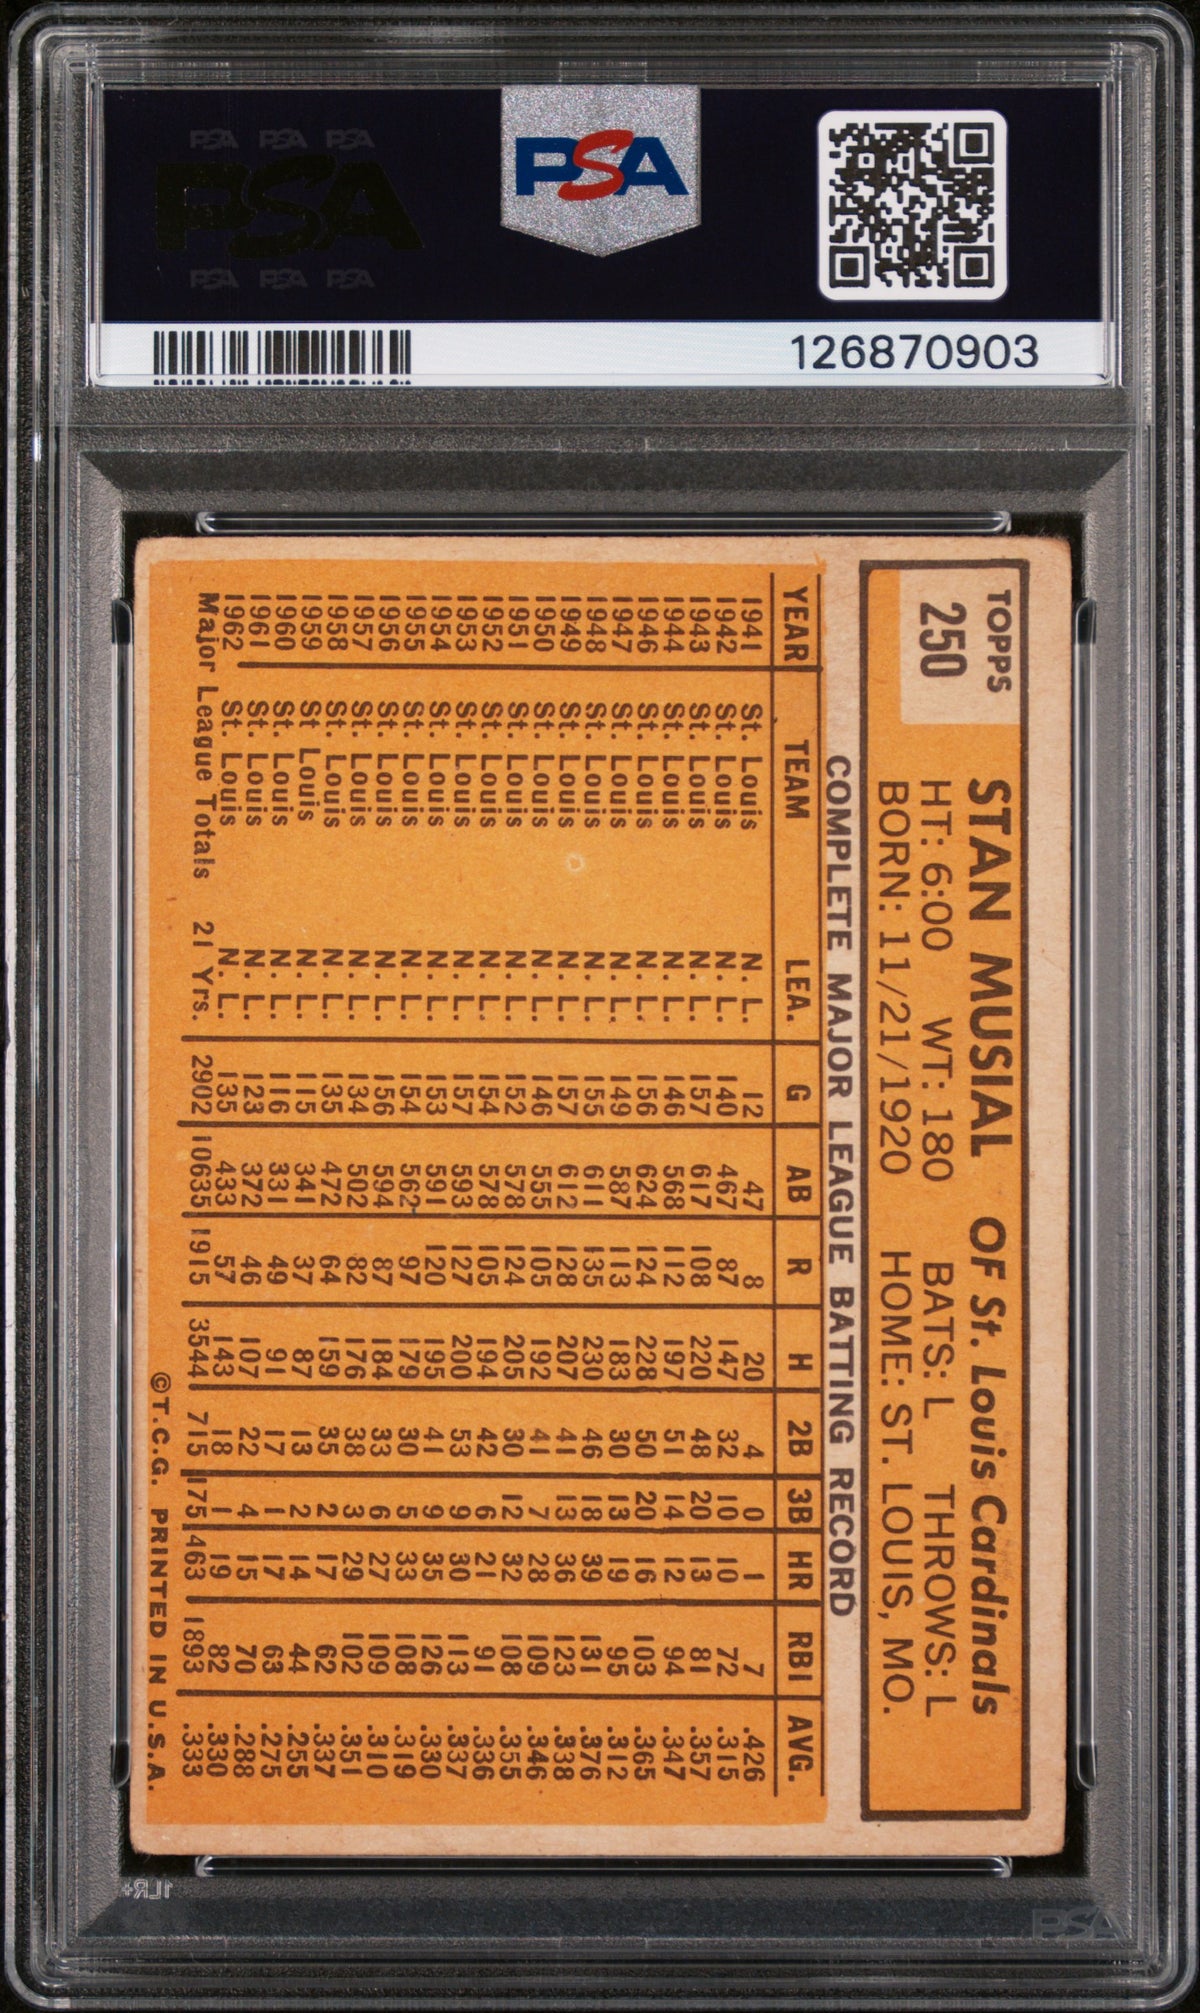 PSA PSA PSA
PSA
PSA PSA PSA
PSA
126870903
TOPPS
250
STAN MUSIAL OF St. Louis Cardinals
HT: 6:00 WT: 180 BATS: L THROWS: L
BORN: 11/21/1920 HOME: ST. LOUIS, MO.
COMPLETE MAJOR LEAGUE BATTING RECORD
YEAR TEAM LEA. G AB R H 2B 3B HR RBI AVG.
1941 St. Louis N. L. 12 47 8 20 4 0 1 7 .426
1942 St. Louis N. L. 140 467 87 147 32 10 10 72 .315
1943 St. Louis N. L. 157 617 108 220 48 20 13 81 .357
1944 St. Louis N. L. 146 568 112 197 51 14 12 94 .347
1946 St. Louis N. L. 156 624 124 228 50 20 16 103 .365
1947 St. Louis N. L. 149 587 113 183 30 13 19 95 .312
1948 St. Louis N. L. 155 611 135 230 46 18 39 131 .376
1949 St. Louis N. L. 157 612 128 207 41 13 36 123 .338
1950 St. Louis N. L. 146 555 105 192 41 7 28 109 .346
1951 St. Louis N. L. 152 578 124 205 30 12 32 108 .355
1952 St. Louis N. L. 154 578 105 194 42 6 21 91 .336
1953 St. Louis N. L. 157 593 127 200 53 9 30 113 .337
1954 St. Louis N. L. 153 591 120 195 41 9 35 126 .330
1955 St. Louis N. L. 154 562 97 179 30 5 33 108 .319
1956 St. Louis N. L. 156 594 87 184 33 6 27 109 .310
1957 St. Louis N. L. 134 502 82 176 38 3 29 102 .351
1958 St. Louis N. L. 135 472 64 159 35 2 17 62 .337
1959 St Louis N. L. 115 341 37 87 13 2 14 44 .255
1960 St. Louis N. L. 116 331 49 91 17 1 17 63 .275
1961 St. Louis N. L. 123 372 46 107 22 4 15 70 .288
1962 St. Louis N. L. 135 433 57 143 18 1 19 82 .330
Major League Totals 21 Yrs. 2902 10635 1915 3544 715 175 463 1893 .333
©T.C.G. PRINTED IN U.S.A.
1LR+
PSA